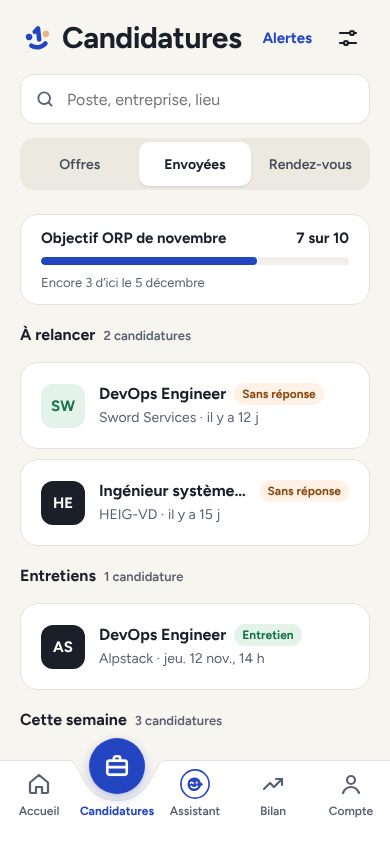 Candidatures
Alertes
Poste, entreprise, lieu
Offres
Envoyées
Rendez-vous
Objectif ORP de novembre
7 sur 10
Encore 3 d'ici le 5 décembre
À relancer 2 candidatures
SW
DevOps Engineer
Sans réponse
Sword Services · il y a 12 j
HE
Ingénieur système...
Sans réponse
HEIG-VD · il y a 15 j
Entretiens 1 candidature
AS
DevOps Engineer
Entretien
Alpstack · jeu. 12 nov., 14 h
Cette semaine 3 candidatures
Accueil
Candidatures
Assistant
Bilan
Compte